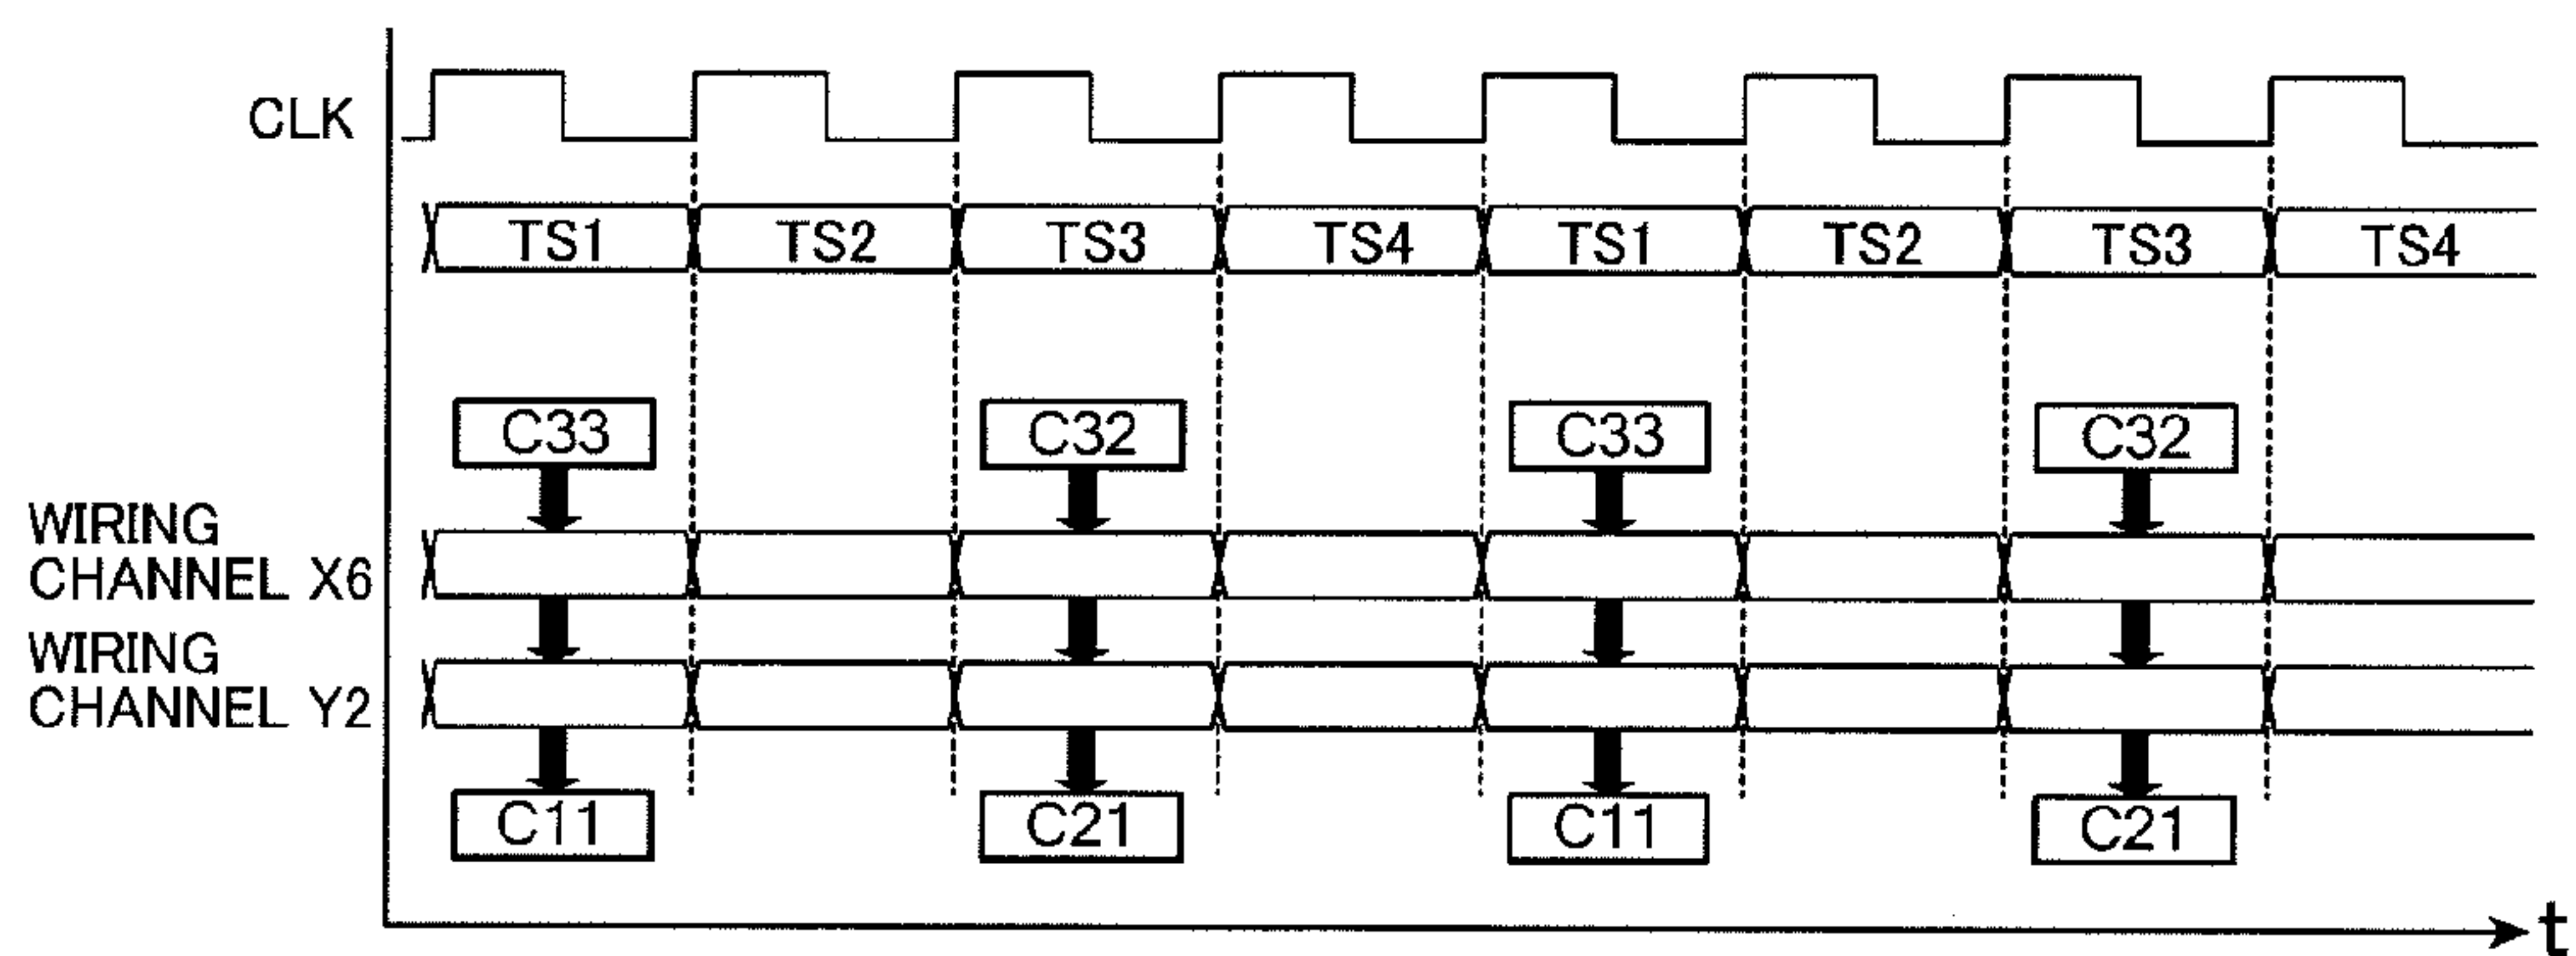 CLK
TS1 TS2 TS3 TS4 TS1 TS2 TS3 TS4
C33 C32 C33 C32
WIRING
CHANNEL X6
WIRING
CHANNEL Y2
C11 C21 C11 C21
t